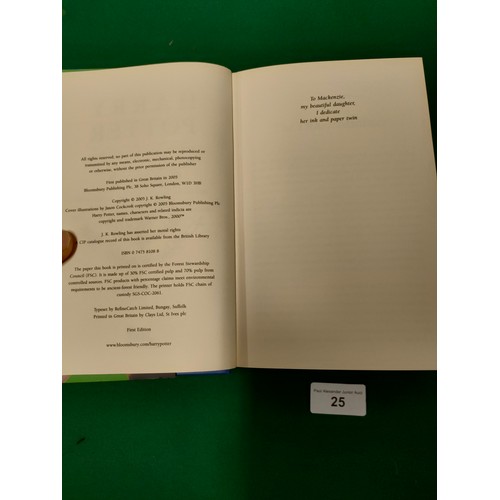 All rights reserved; no part of this publication may be reproduced or
transmitted by any means, electronic, mechanical, photocopying
or otherwise, without the prior permission of the publisher
First published in Great Britain in 2005
Bloomsbury Publishing Plc, 38 Soho Square, London, W1D 3HB
Copyright © 2005 J. K. Rowling
Cover illustrations by Jason Cockcroft copyright © 2005 Bloomsbury Publishing Plc
Harry Potter, names, characters and related indicia are
copyright and trademark Warner Bros., 2000™
J. K. Rowling has asserted her moral rights
CIP catalogue record of this book is available from the British Library
ISBN 0 7475 8108 8
The paper this book is printed on is certified by the Forest Stewardship
Council (FSC). It is made up of 30% FSC certified pulp and 70% pulp from
controlled sources. FSC products with percentage claims meet environmental
requirements to be ancient-forest friendly. The printer holds FSC chain of
custody SGS-COC-2061.
Typeset by RefineCatch Limited, Bungay, Suffolk
Printed in Great Britain by Clays Ltd, St Ives plc
First Edition
www.bloomsbury.com/harrypotter
To Mackenzie,
my beautiful daughter,
I dedicate
her ink and paper twin
25